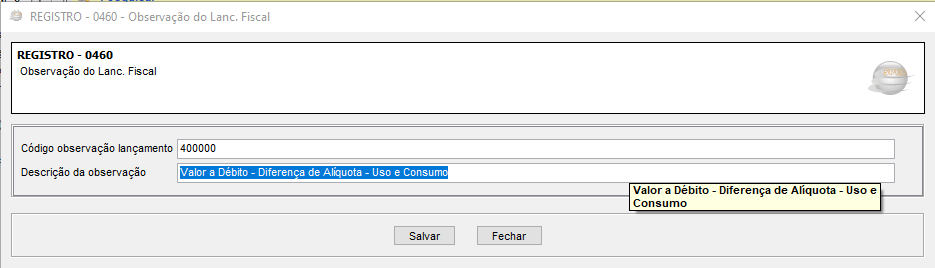 REGISTRO - 0460 - Observação do Lanc. Fiscal
REGISTRO - 0460
Observação do Lanc. Fiscal
Código observação lançamento 400000
Descrição da observação Valor a Débito - Diferença de Alíquota - Uso e Consumo
Valor a Débito - Diferença de Alíquota - Uso e
Consumo
Salvar Fechar